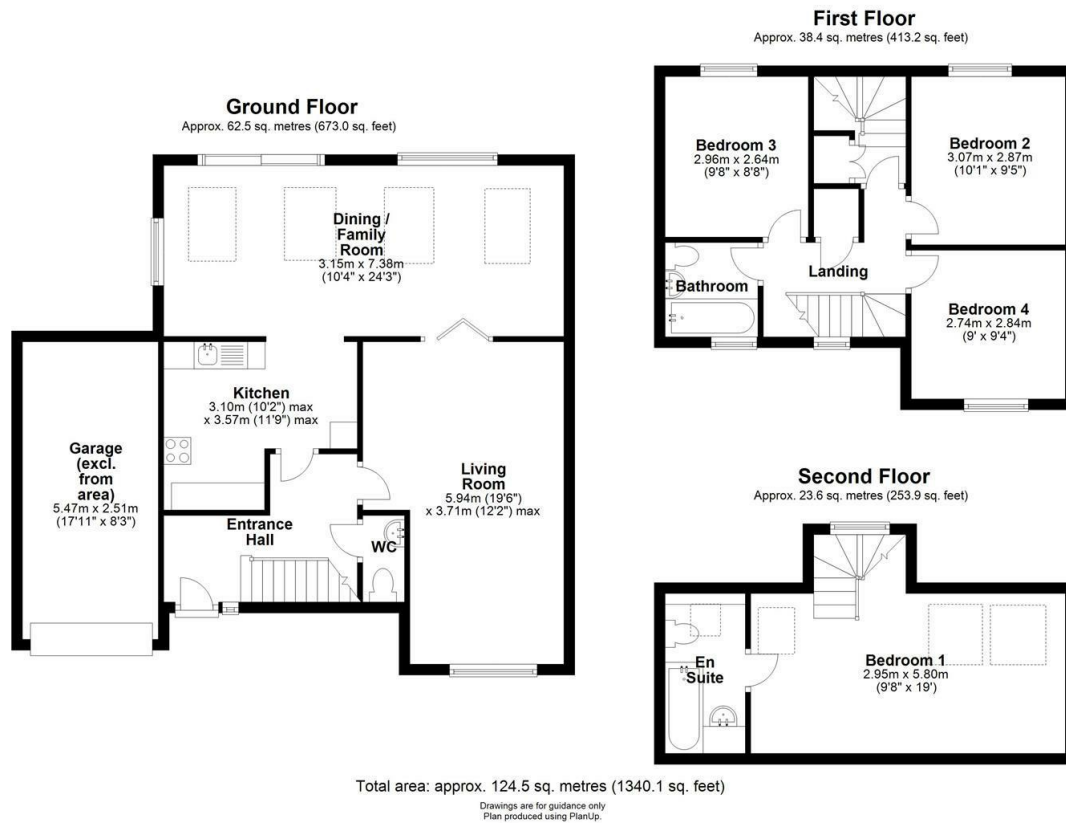 Ground Floor
Approx. 62.5 sq. metres (673.0 sq. feet)
Dining /
Family
Room
3.15m x 7.38m
(10'4" x 24'3")
Kitchen
3.10m (10'2") max
x 3.57m (11'9") max
Garage
(excl.
from
area)
5.47m x 2.51m
(17'11" x 8'3")
Living
Room
5.94m (19'6")
x 3.71m (12'2") max
Entrance
Hall
WC
First Floor
Approx. 38.4 sq. metres (413.2 sq. feet)
Bedroom 3
2.96m x 2.64m
(9'8" x 8'8")
Bedroom 2
3.07m x 2.87m
(10'1" x 9'5")
Bathroom
Landing
Bedroom 4
2.74m x 2.84m
(9' x 9'4")
Second Floor
Approx. 23.6 sq. metres (253.9 sq. feet)
En
Suite
Bedroom 1
2.95m x 5.80m
(9'8" x 19')
Total area: approx. 124.5 sq. metres (1340.1 sq. feet)
Drawings are for guidance only
Plan produced using PlanUp.